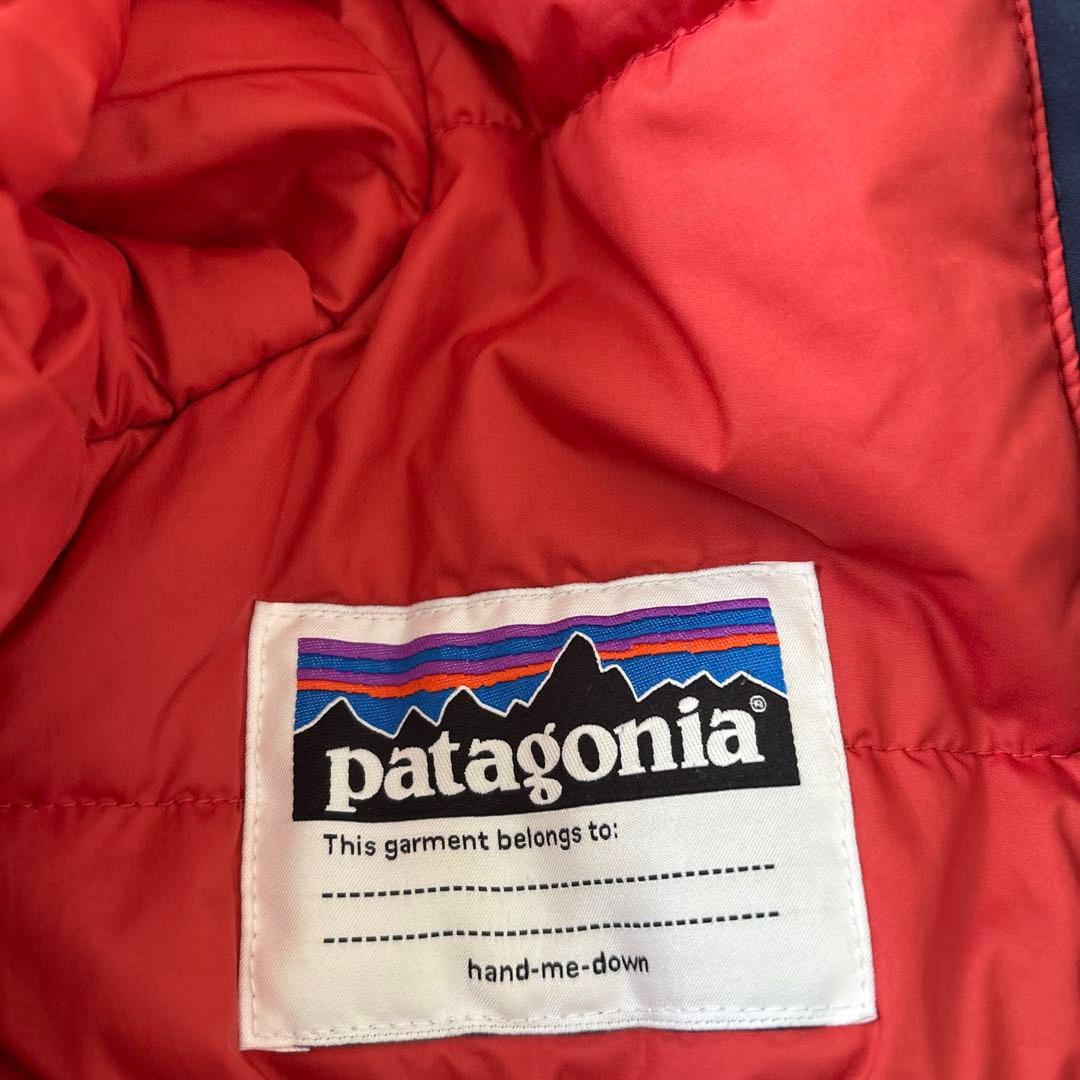 patagonia®
This garment belongs to:
hand-me-down